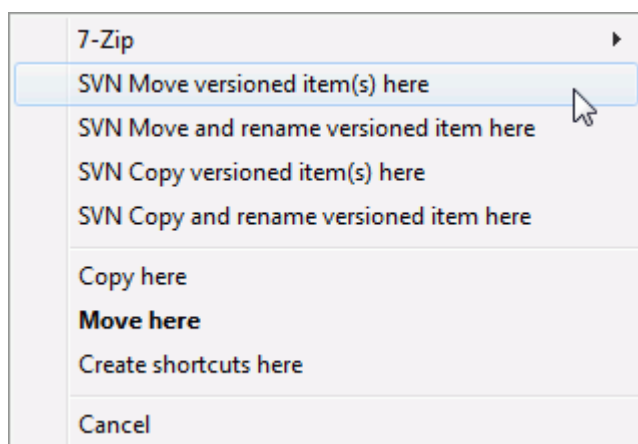 7-Zip
SVN Move versioned item(s) here
SVN Move and rename versioned item here
SVN Copy versioned item(s) here
SVN Copy and rename versioned item here
Copy here
Move here
Create shortcuts here
Cancel